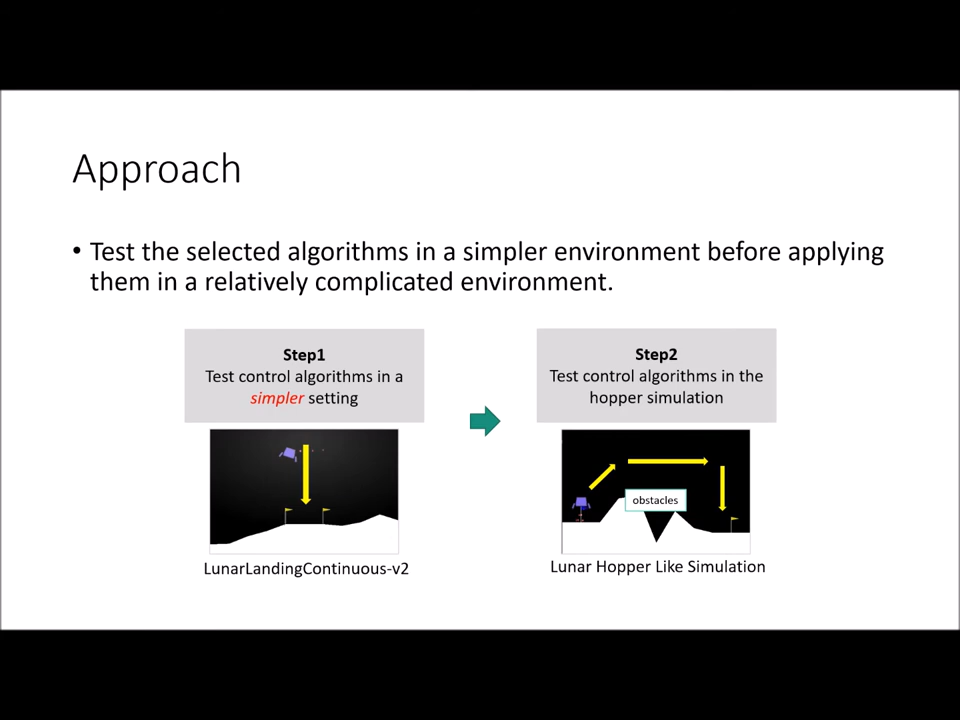 Approach
• Test the selected algorithms in a simpler environment before applying
them in a relatively complicated environment.
Step1
Test control algorithms in a
simpler setting
LunarLandingContinuous-v2
Step2
Test control algorithms in the
hopper simulation
obstacles
Lunar Hopper Like Simulation